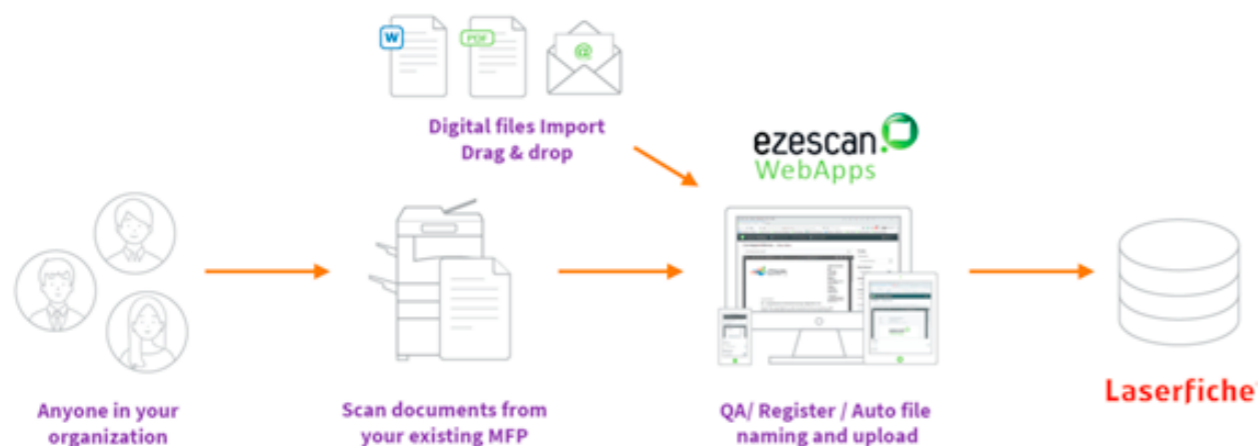 W
PDF
@
Digital files Import
Drag & drop
ezescan
WebApps
ezescan
Anyone in your
organization
Scan documents from
your existing MFP
QA/ Register / Auto file
naming and upload
Laserfiche